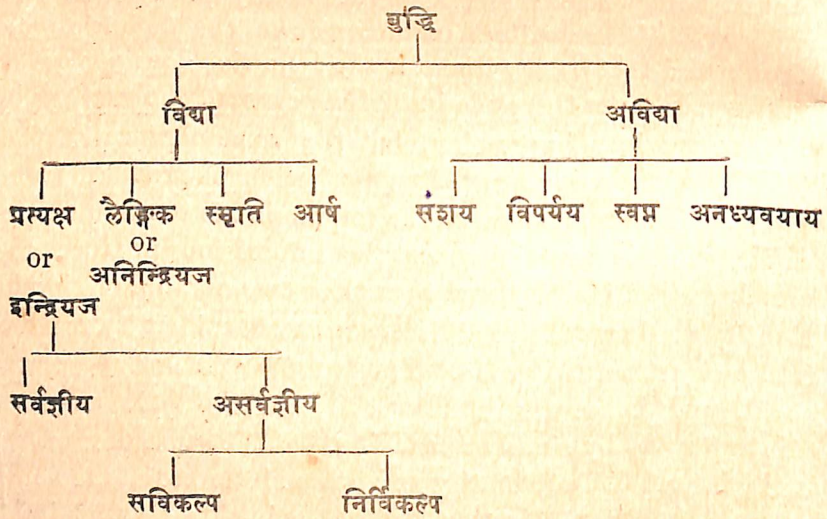 बुद्धि
विद्या अविद्या
प्रत्यक्ष लैङ्गिक स्मृति आर्ष संशय विपर्यय स्वप्न अनध्यवयाय
or or
अनिन्द्रियज
इन्द्रियज
सर्वज्ञीय असर्वज्ञीय
सविकल्प निर्विकल्प